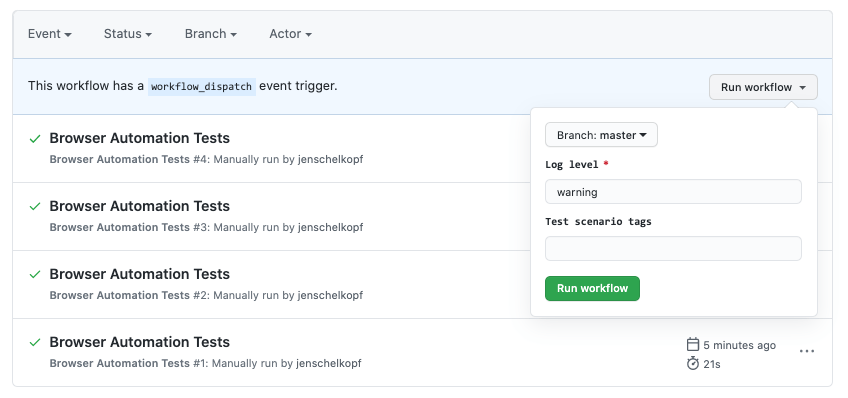 Event Status Branch Actor
This workflow has a workflow_dispatch event trigger.
Run workflow
Branch: master
Log level *
warning
Test scenario tags
Run workflow
Browser Automation Tests
Browser Automation Tests #4: Manually run by jenschelkopf
Browser Automation Tests
Browser Automation Tests #3: Manually run by jenschelkopf
Browser Automation Tests
Browser Automation Tests #2: Manually run by jenschelkopf
Browser Automation Tests
Browser Automation Tests #1: Manually run by jenschelkopf
5 minutes ago
21s